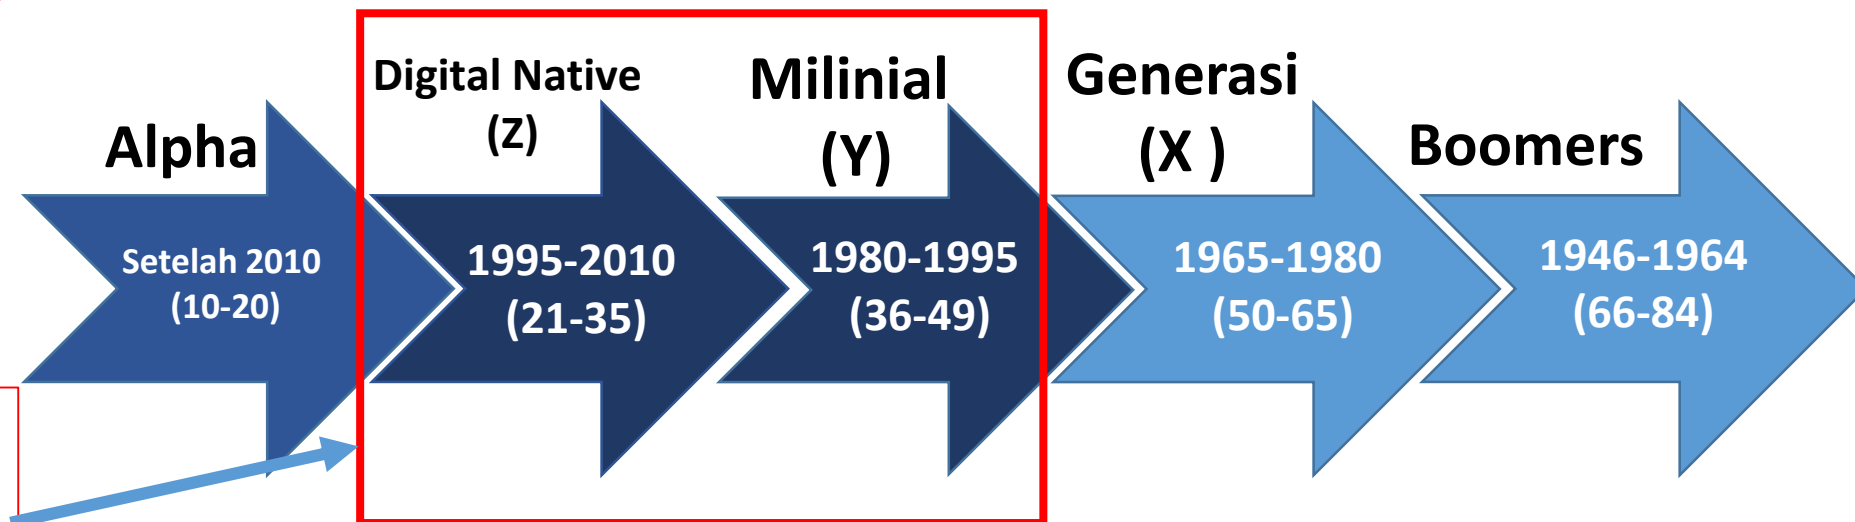 Alpha
Setelah 2010
(10-20)
Digital Native
(Z)
1995-2010
(21-35)
Milinial
(Y)
1980-1995
(36-49)
Generasi
(X )
1965-1980
(50-65)
Boomers
1946-1964
(66-84)